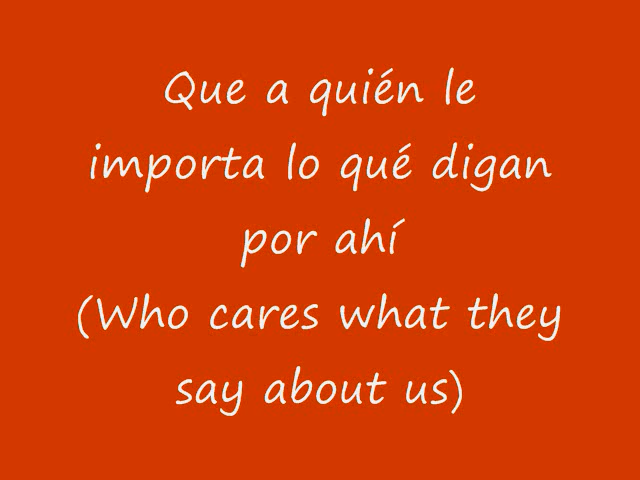 Que a quién le
importa lo qué digan
por ahí
(Who cares what they
say about us)